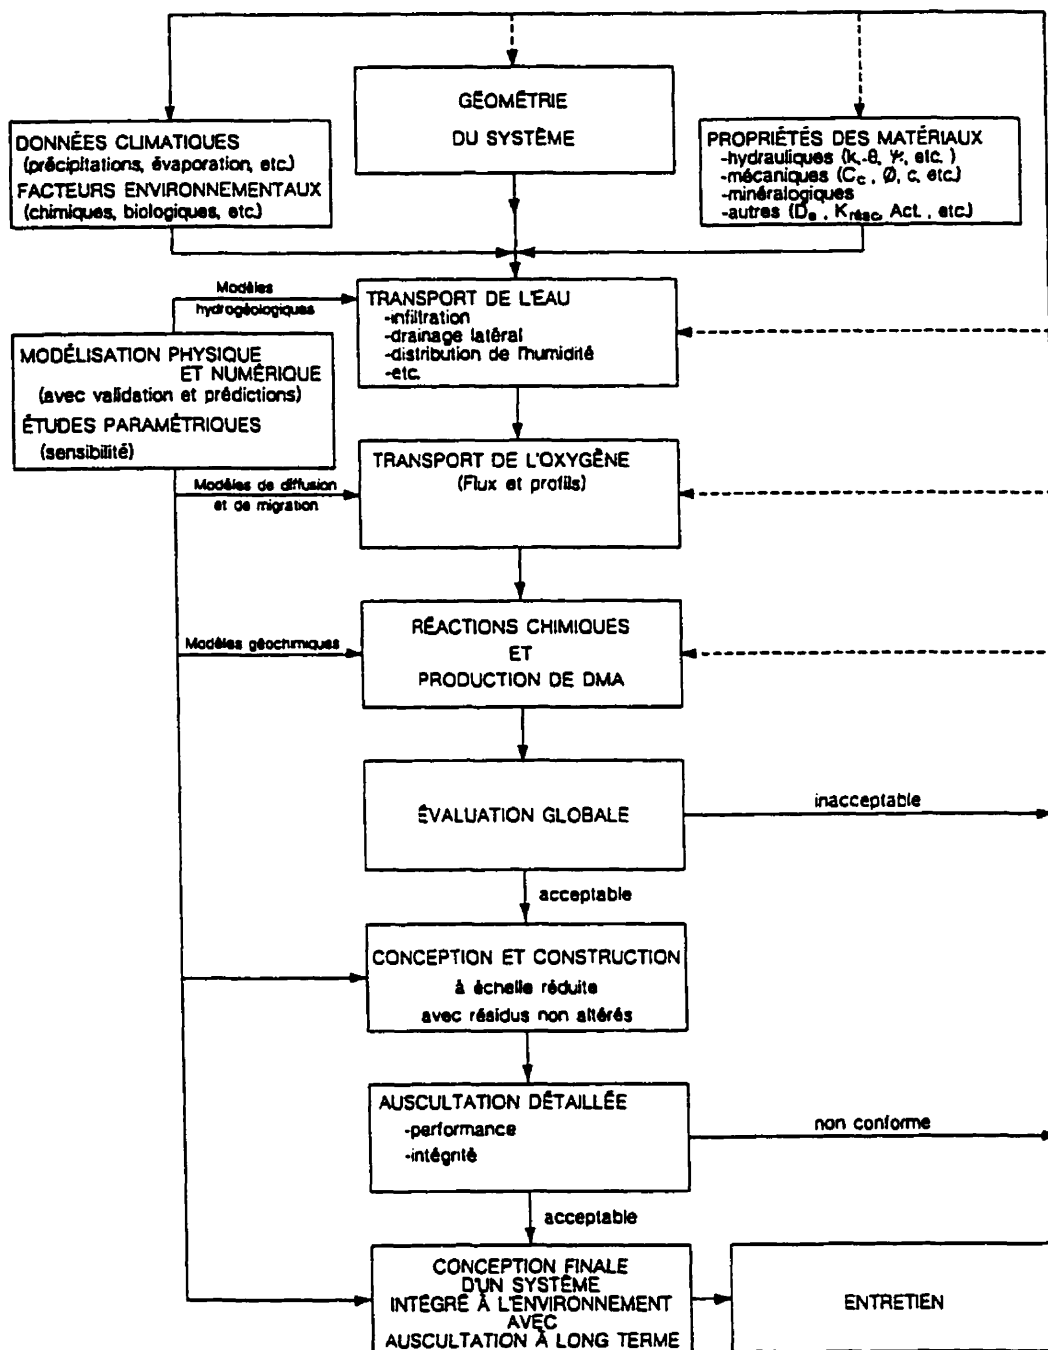 GÉOMÉTRIE
DU SYSTÈME
DONNÉES CLIMATIQUES
(précipitations, évaporation, etc.)
FACTEURS ENVIRONNEMENTAUX
(chimiques, biologiques, etc.)
PROPRIÉTÉS DES MATÉRIAUX
-hydrauliques (k,-θ, Ψ, etc. )
-mécaniques (Cc , Ø, c, etc.)
-minéralogiques
-autres (De , Kréac, Act. , etc.)
Modèles
hydrogéologiques
TRANSPORT DE L'EAU
-infiltration
-drainage latéral
-distribution de l'humidité
-etc.
MODÉLISATION PHYSIQUE
ET NUMÉRIQUE
(avec validation et prédictions)
ÉTUDES PARAMÉTRIQUES
(sensibilité)
TRANSPORT DE L'OXYGÈNE
(Flux et profils)
Modèles de diffusion
et de migration
RÉACTIONS CHIMIQUES
ET
PRODUCTION DE DMA
Modèles géochimiques
ÉVALUATION GLOBALE
inacceptable
acceptable
CONCEPTION ET CONSTRUCTION
à échelle réduite
avec résidus non altérés
AUSCULTATION DÉTAILLÉE
-performance
-intégrité
non conforme
acceptable
CONCEPTION FINALE
D'UN SYSTÈME
INTÉGRÉ À L'ENVIRONNEMENT
AVEC
AUSCULTATION À LONG TERME
ENTRETIEN